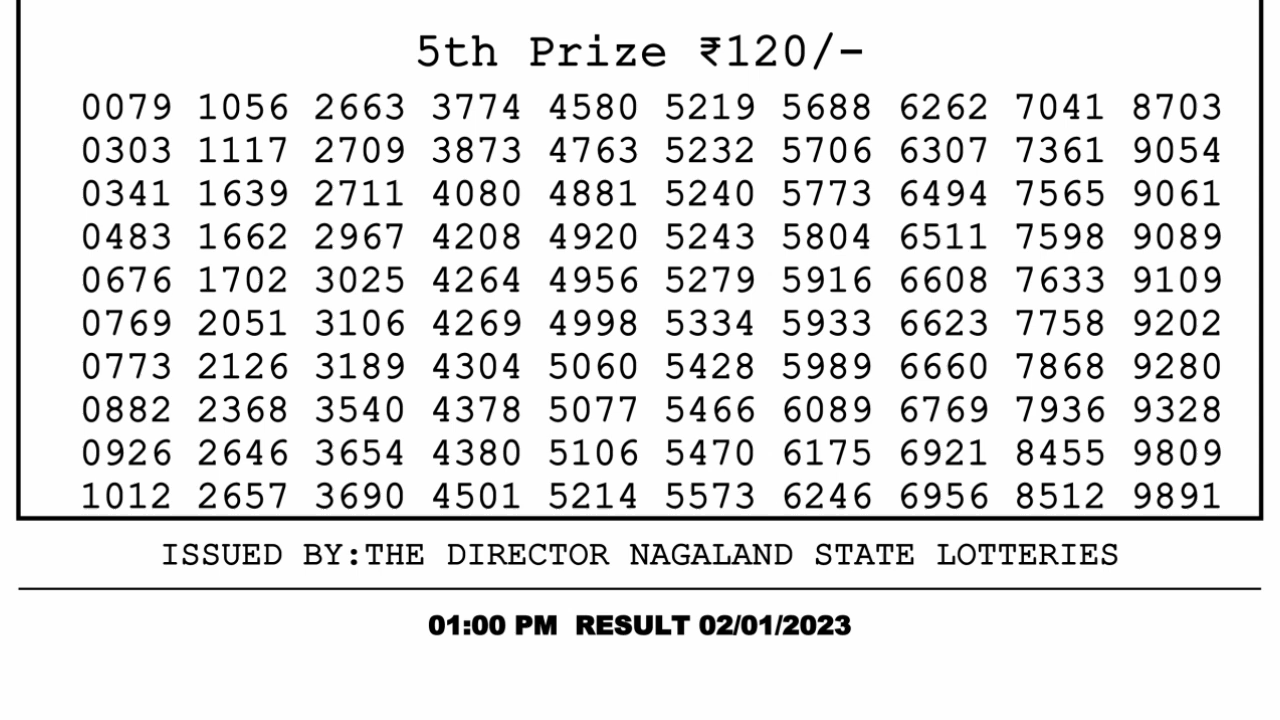 5th Prize ₹120/-
0079 1056 2663 3774 4580 5219 5688 6262 7041 8703
0303 1117 2709 3873 4763 5232 5706 6307 7361 9054
0341 1639 2711 4080 4881 5240 5773 6494 7565 9061
0483 1662 2967 4208 4920 5243 5804 6511 7598 9089
0676 1702 3025 4264 4956 5279 5916 6608 7633 9109
0769 2051 3106 4269 4998 5334 5933 6623 7758 9202
0773 2126 3189 4304 5060 5428 5989 6660 7868 9280
0882 2368 3540 4378 5077 5466 6089 6769 7936 9328
0926 2646 3654 4380 5106 5470 6175 6921 8455 9809
1012 2657 3690 4501 5214 5573 6246 6956 8512 9891
ISSUED BY:THE DIRECTOR NAGALAND STATE LOTTERIES
01:00 PM RESULT 02/01/2023